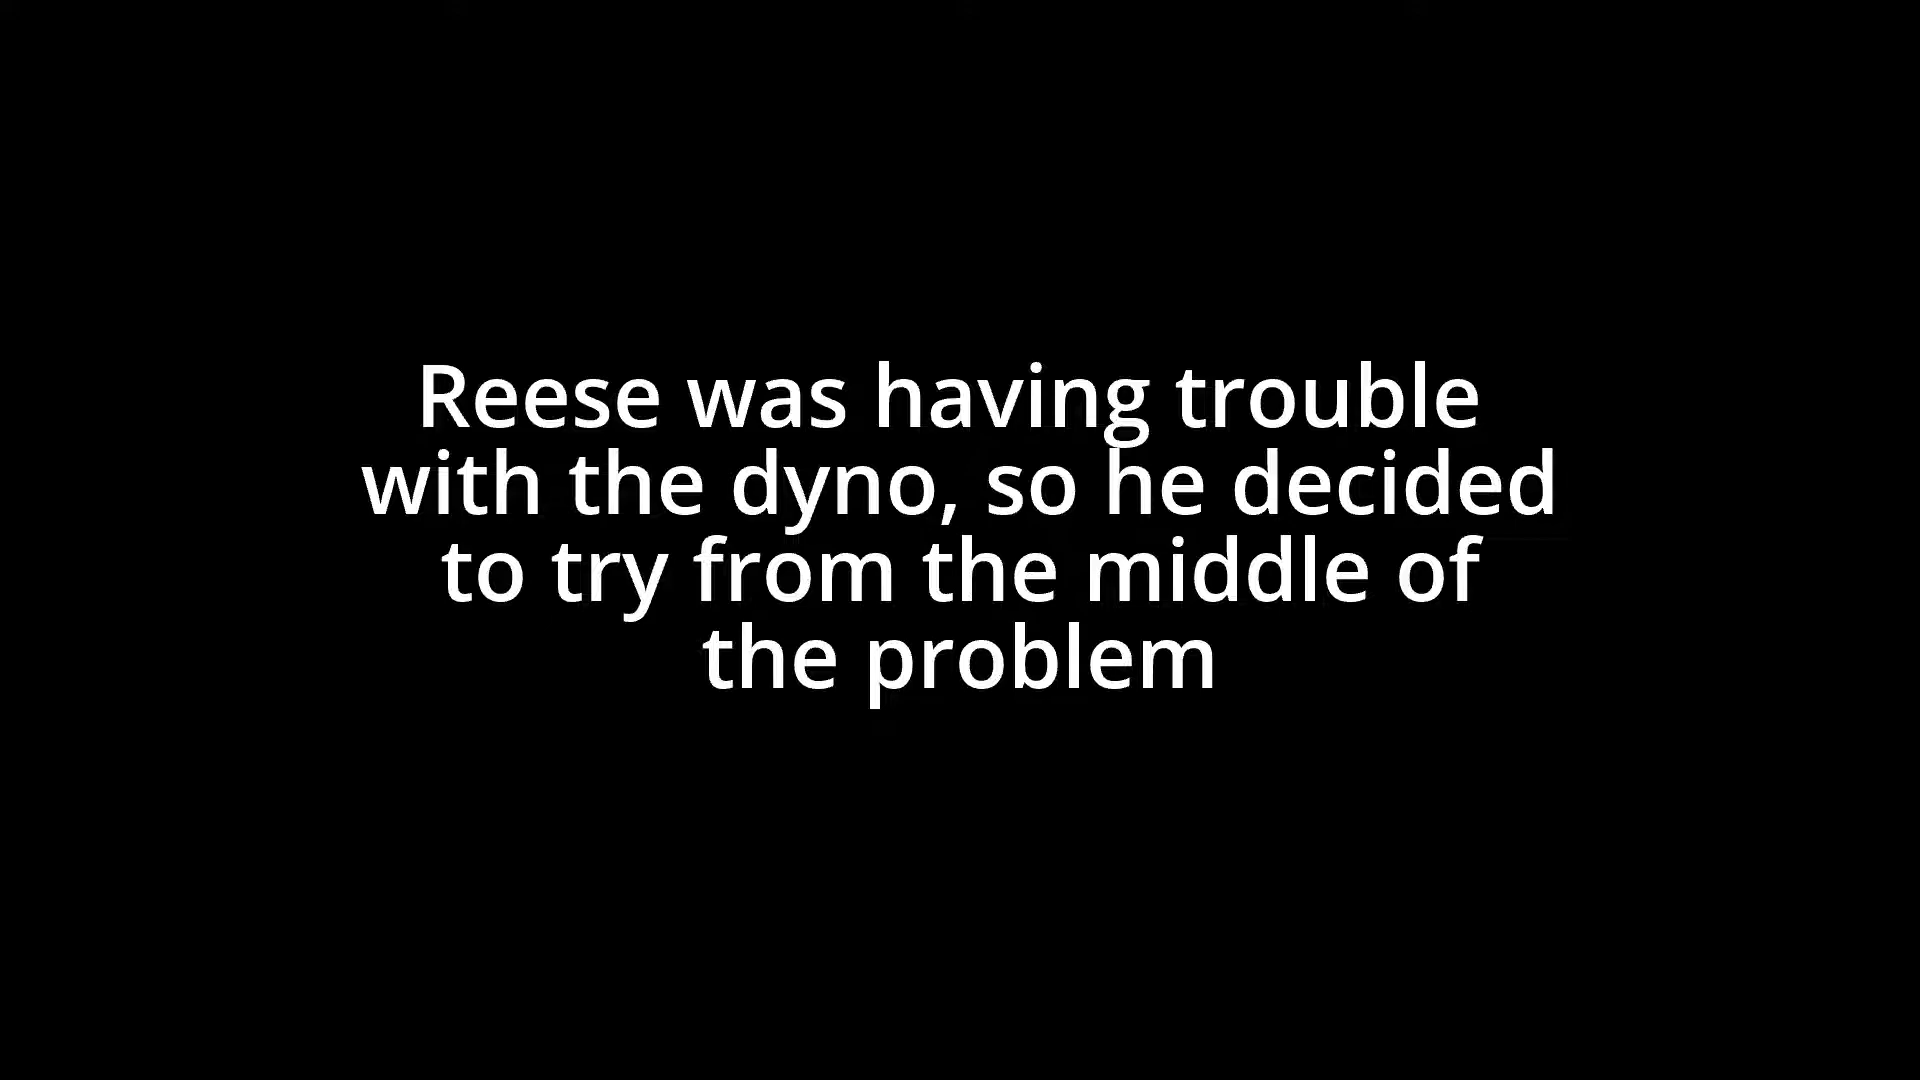 Reese was having trouble
with the dyno, so he decided
to try from the middle of
the problem